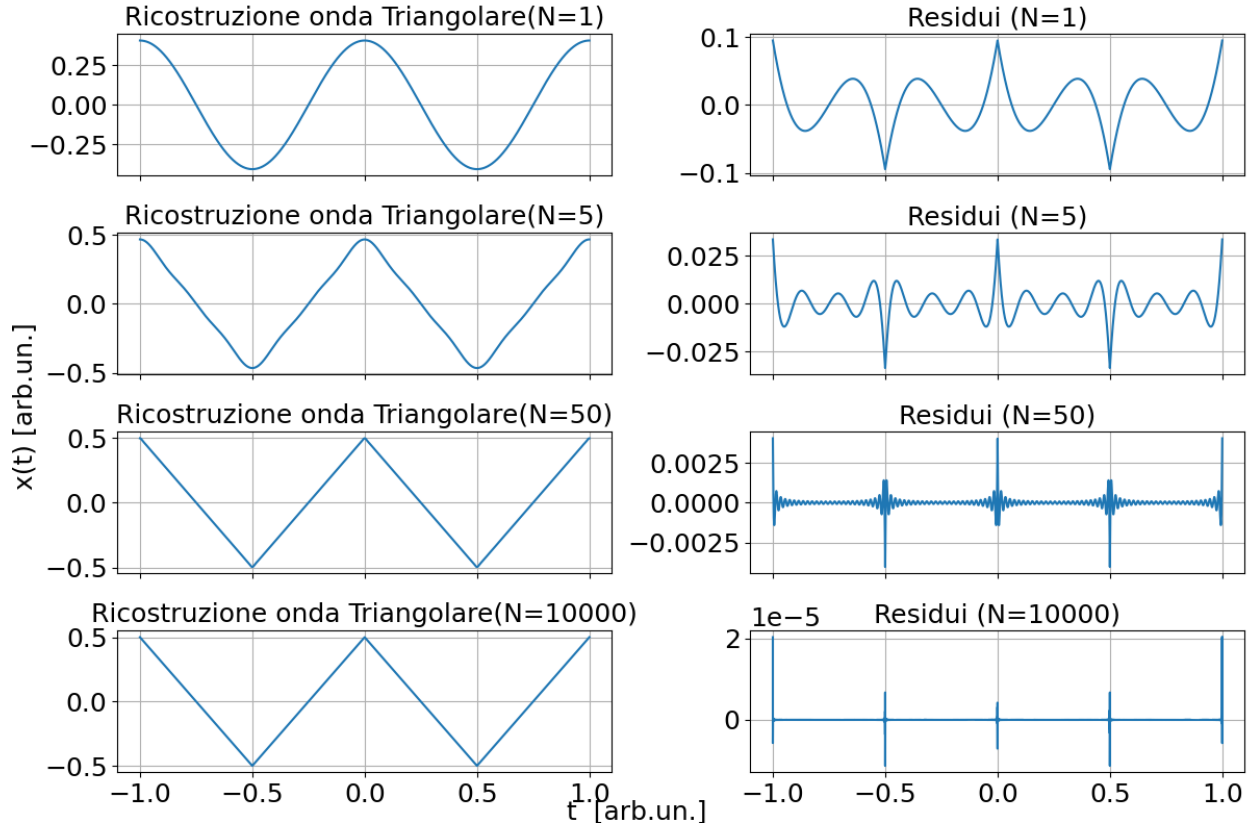 Ricostruzione onda Triangolare(N=1)
0.25
0.00
−0.25
Residui (N=1)
0.1
0.0
−0.1
Ricostruzione onda Triangolare(N=5)
0.5
0.0
−0.5
Residui (N=5)
0.025
0.000
−0.025
Ricostruzione onda Triangolare(N=50)
0.5
0.0
−0.5
Residui (N=50)
0.0025
0.0000
−0.0025
Ricostruzione onda Triangolare(N=10000)
0.5
0.0
−0.5
−1.0 −0.5 0.0 0.5 1.0
1e−5 Residui (N=10000)
2
0
−1.0 −0.5 0.0 0.5 1.0
x(t) [arb.un.]
t [arb.un.]